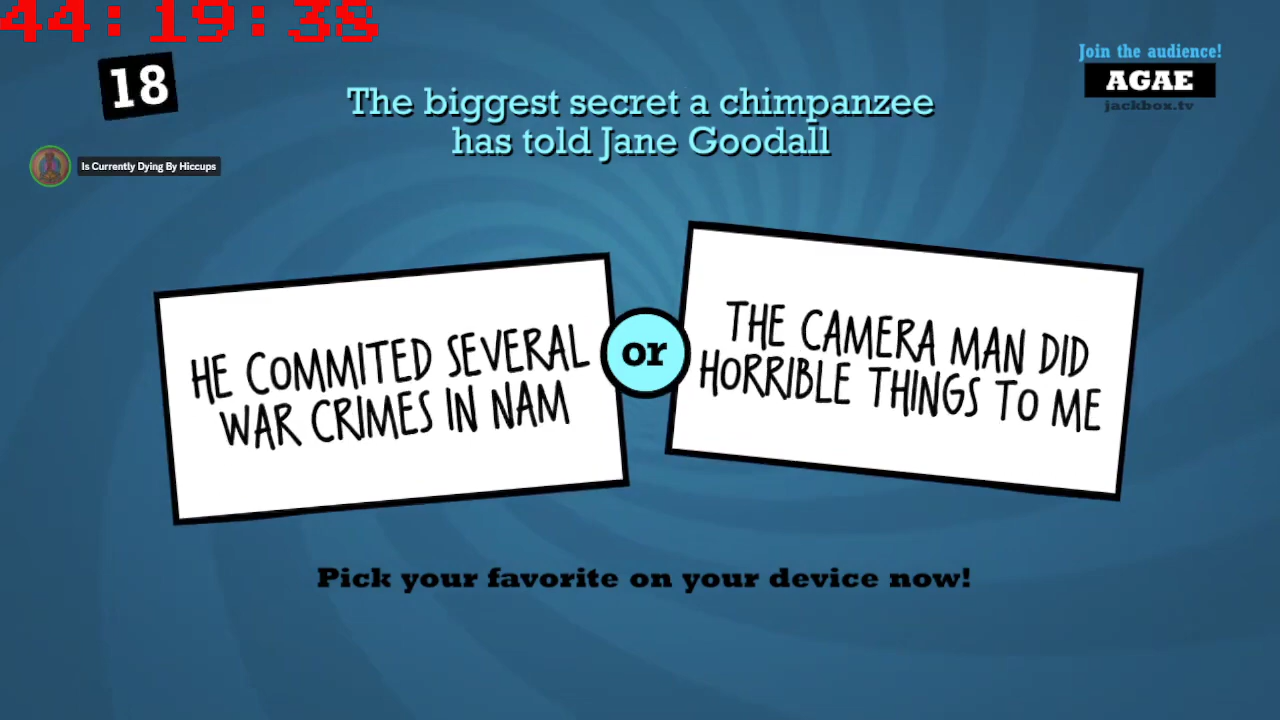 44:19:38
18
Join the audience!
AGAE
jackbox.tv
The biggest secret a chimpanzee
has told Jane Goodall
Is Currently Dying By Hiccups
HE COMMITED SEVERAL
WAR CRIMES IN NAM
or
THE CAMERA MAN DID
HORRIBLE THINGS TO ME
Pick your favorite on your device now!